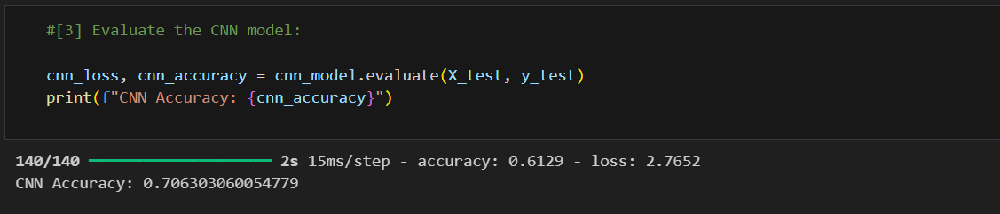 #[3] Evaluate the CNN model:
cnn_loss, cnn_accuracy = cnn_model.evaluate(X_test, y_test)
print(f"CNN Accuracy: {cnn_accuracy}")
140/140 ━━━━━━━━━━━━━━━━━━━━ 2s 15ms/step - accuracy: 0.6129 - loss: 2.7652
CNN Accuracy: 0.706303060054779